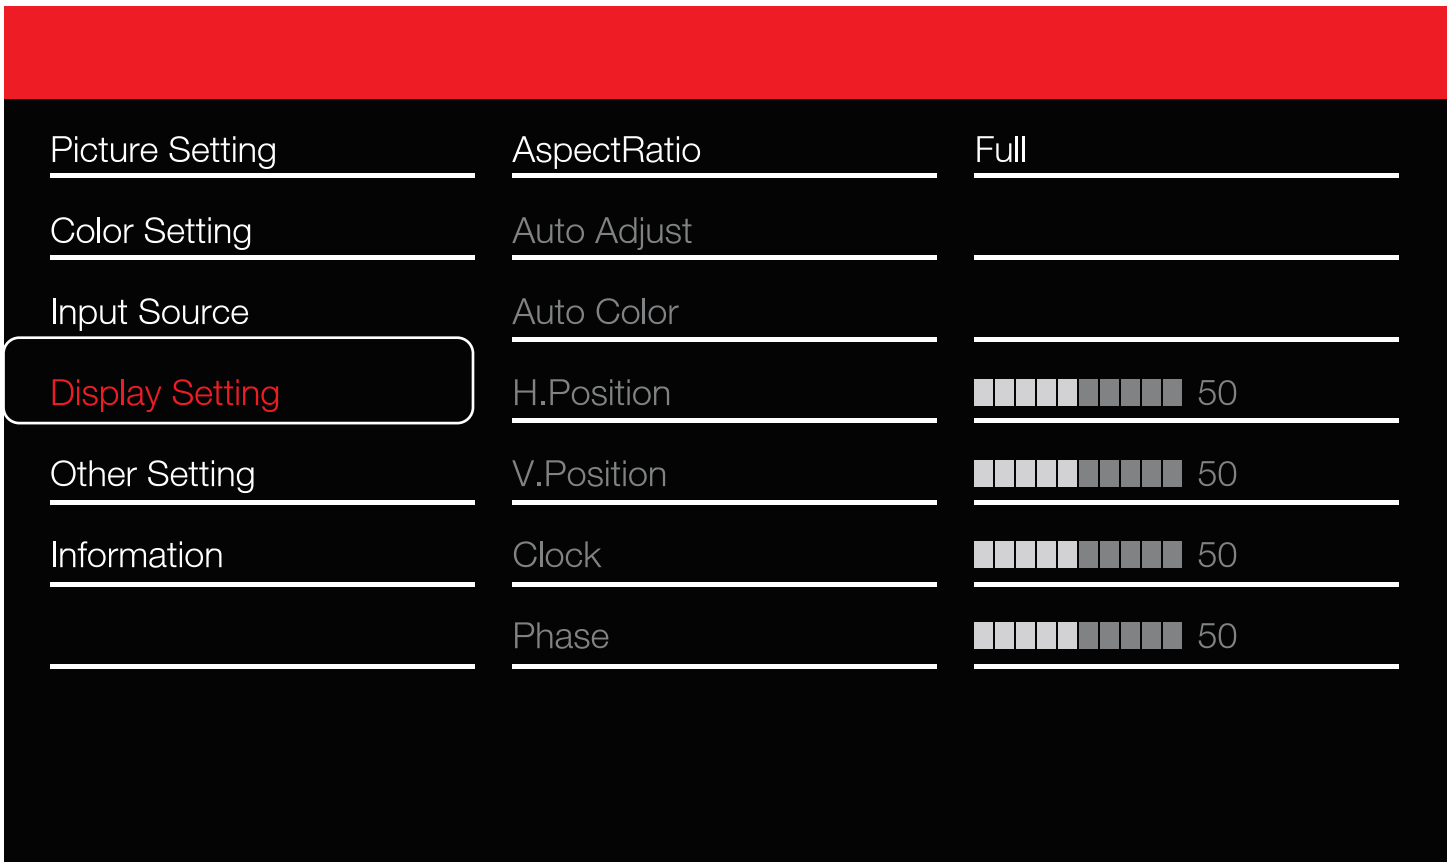 Picture Setting AspectRatio Full
Color Setting Auto Adjust
Input Source Auto Color
Display Setting H.Position 50
Other Setting V.Position 50
Information Clock 50
Phase 50